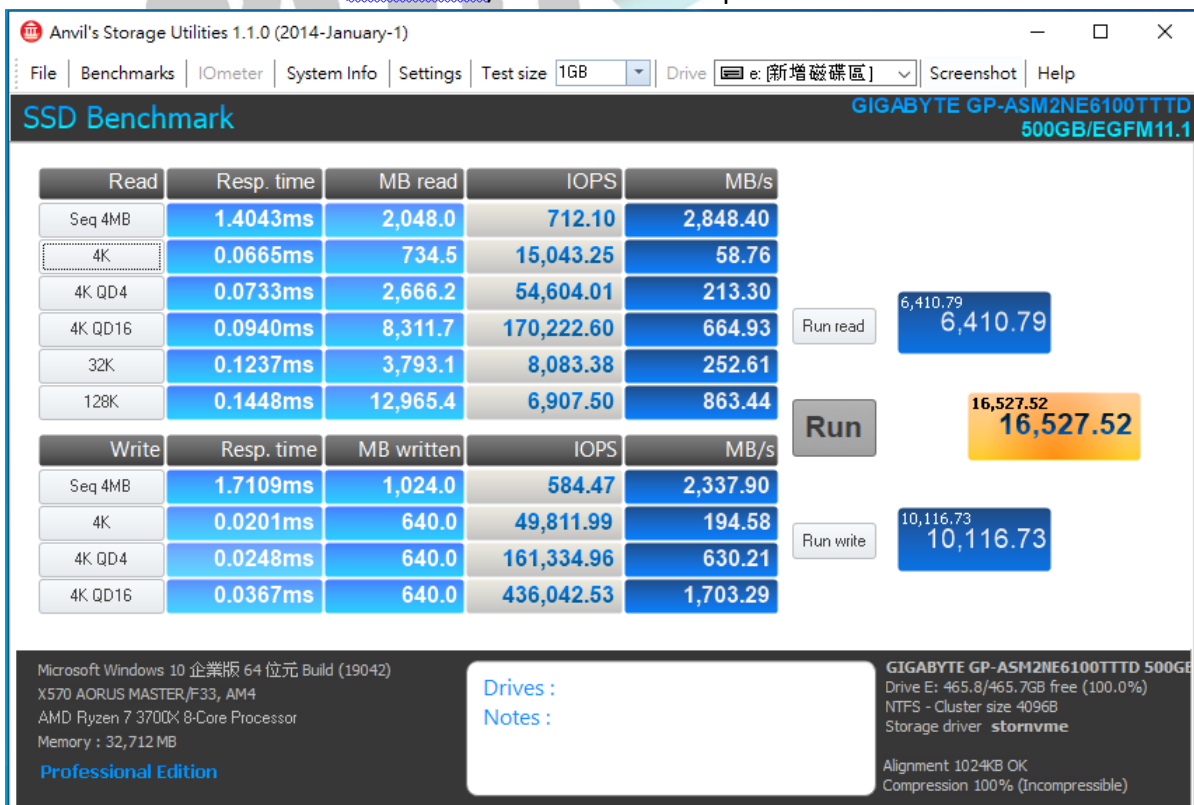 Anvil's Storage Utilities 1.1.0 (2014-January-1)
File Benchmarks IOmeter System Info Settings Test size 1GB Drive e: [新增磁碟區] Screenshot Help
SSD Benchmark
GIGABYTE GP-ASM2NE6100TTTD
500GB/EGFM11.1
Read Resp. time MB read IOPS MB/s
Seq 4MB 1.4043ms 2,048.0 712.10 2,848.40
4K 0.0665ms 734.5 15,043.25 58.76
4K QD4 0.0733ms 2,666.2 54,604.01 213.30
4K QD16 0.0940ms 8,311.7 170,222.60 664.93
32K 0.1237ms 3,793.1 8,083.38 252.61
128K 0.1448ms 12,965.4 6,907.50 863.44
Run read
6,410.79
6,410.79
Run
16,527.52
16,527.52
Write Resp. time MB written IOPS MB/s
Seq 4MB 1.7109ms 1,024.0 584.47 2,337.90
4K 0.0201ms 640.0 49,811.99 194.58
4K QD4 0.0248ms 640.0 161,334.96 630.21
4K QD16 0.0367ms 640.0 436,042.53 1,703.29
Run write
10,116.73
10,116.73
Microsoft Windows 10 企業版 64 位元 Build (19042)
X570 AORUS MASTER/F33, AM4
AMD Ryzen 7 3700X 8-Core Processor
Memory : 32,712 MB
Professional Edition
Drives :
Notes :
GIGABYTE GP-ASM2NE6100TTTD 500GB
Drive E: 465.8/465.7GB free (100.0%)
NTFS - Cluster size 4096B
Storage driver stornvme
Alignment 1024KB OK
Compression 100% (Incompressible)